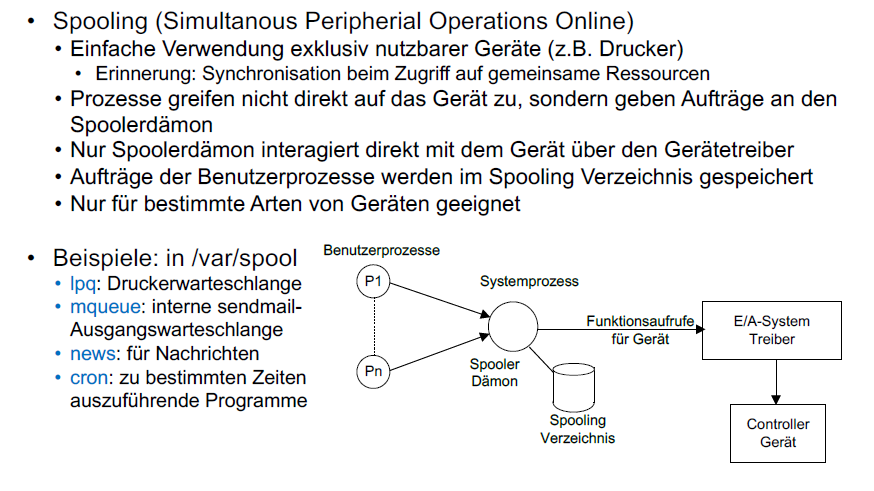 • Spooling (Simultanous Peripherial Operations Online)
• Einfache Verwendung exklusiv nutzbarer Geräte (z.B. Drucker)
• Erinnerung: Synchronisation beim Zugriff auf gemeinsame Ressourcen
• Prozesse greifen nicht direkt auf das Gerät zu, sondern geben Aufträge an den
Spoolerdämon
• Nur Spoolerdämon interagiert direkt mit dem Gerät über den Gerätetreiber
• Aufträge der Benutzerprozesse werden im Spooling Verzeichnis gespeichert
• Nur für bestimmte Arten von Geräten geeignet
• Beispiele: in /var/spool
• lpq: Druckerwarteschlange
• mqueue: interne sendmail-
Ausgangswarteschlange
• news: für Nachrichten
• cron: zu bestimmten Zeiten
auszuführende Programme
Benutzerprozesse
P1
Pn
Systemprozess
Spooler
Dämon
Spooling
Verzeichnis
Funktionsaufrufe
für Gerät
E/A-System
Treiber
Controller
Gerät